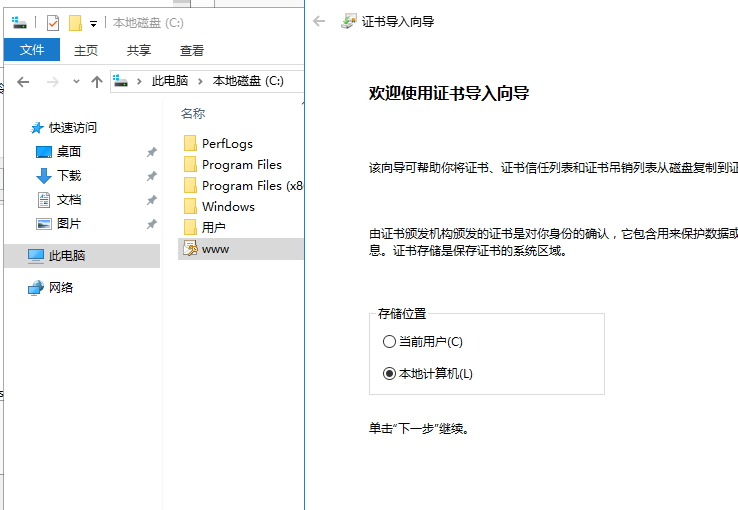 本地磁盘 (C:)
文件 主页 共享 查看
此电脑 本地磁盘 (C:)
名称
快速访问
桌面
下载
文档
图片
此电脑
网络
PerfLogs
Program Files
Program Files (x8
Windows
用户
www
证书导入向导
欢迎使用证书导入向导
该向导可帮助你将证书、证书信任列表和证书吊销列表从磁盘复制到证
由证书颁发机构颁发的证书是对你身份的确认，它包含用来保护数据或
息。证书存储是保存证书的系统区域。
存储位置
当前用户(C)
本地计算机(L)
单击“下一步”继续。